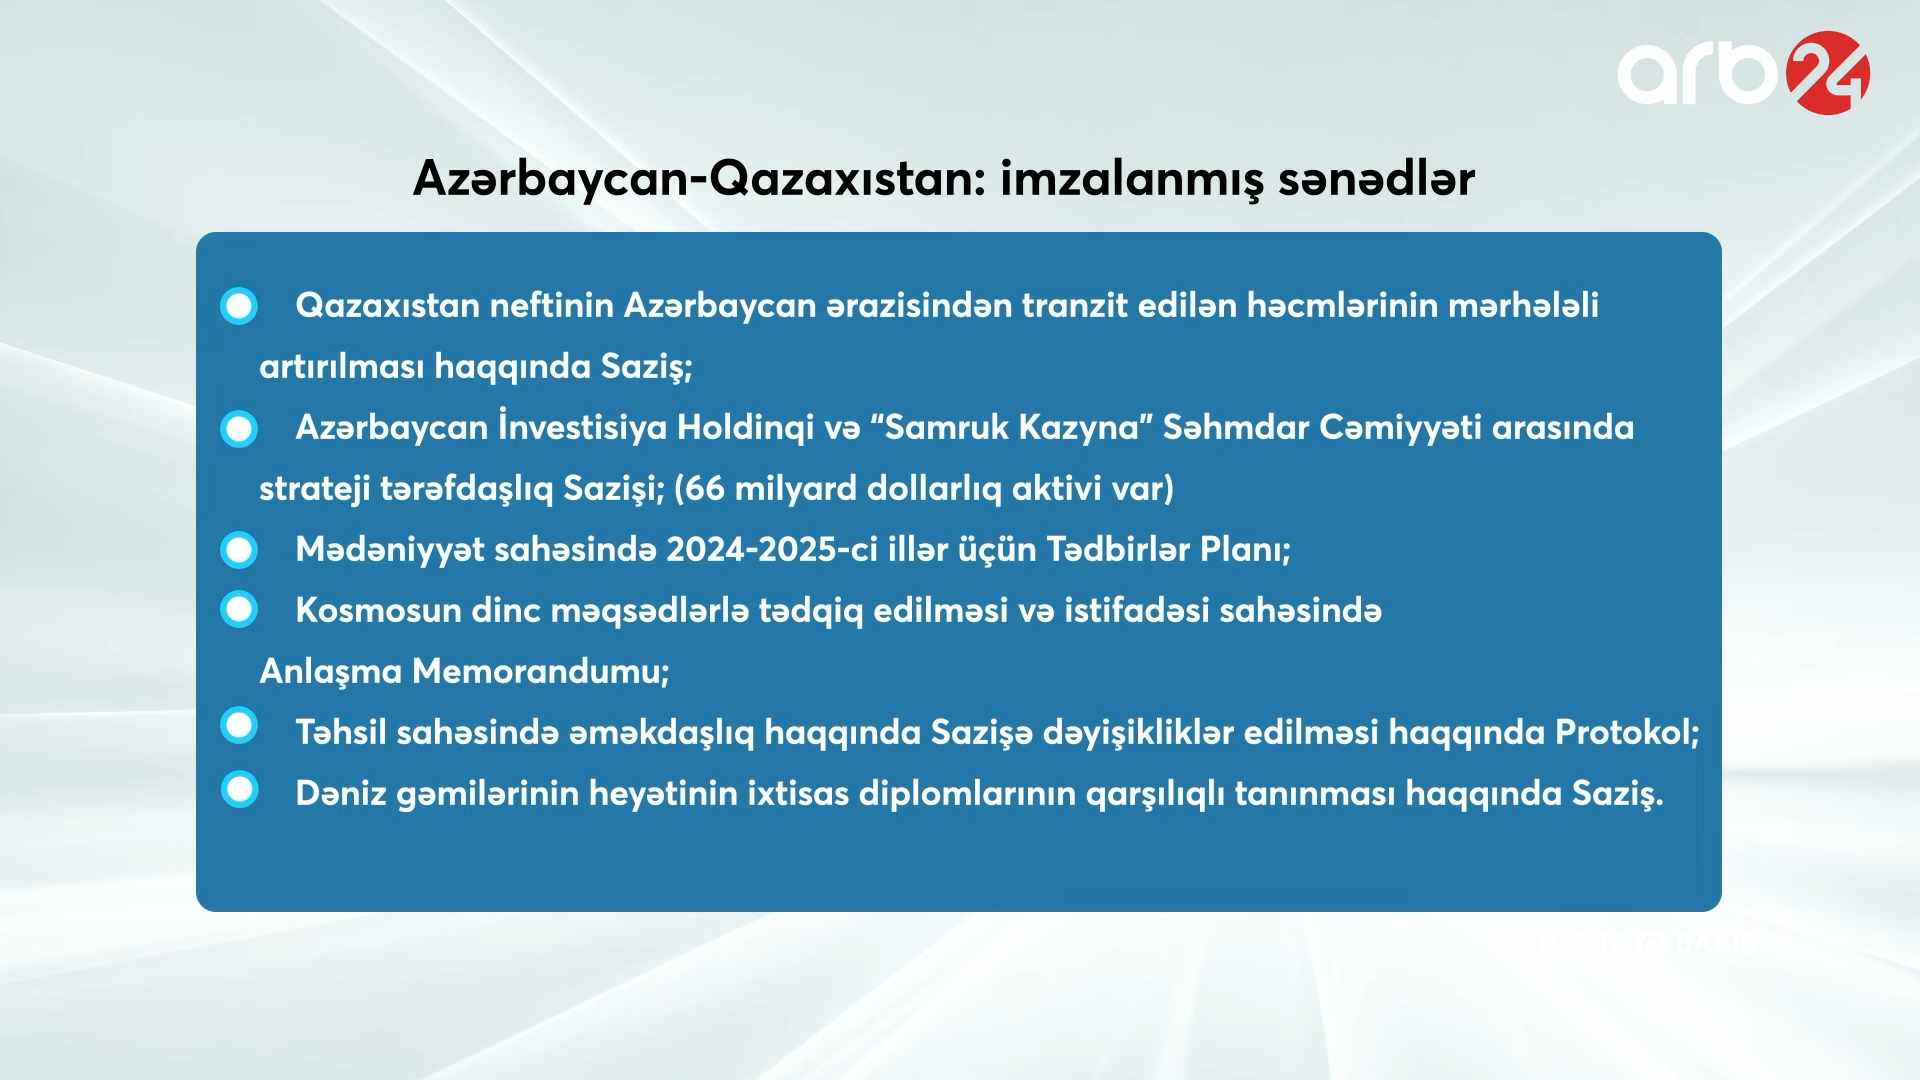 arb24
Azərbaycan-Qazaxıstan: imzalanmış sənədlər
Qazaxıstan neftinin Azərbaycan ərazisindən tranzit edilən həcmlərinin mərhələli
artırılması haqqında Saziş;
Azərbaycan İnvestisiya Holdinqi və “Samruk Kazyna” Səhmdar Cəmiyyəti arasında
strateji tərəfdaşlıq Sazişi; (66 milyard dollarlıq aktivi var)
Mədəniyyət sahəsində 2024-2025-ci illər üçün Tədbirlər Planı;
Kosmosun dinc məqsədlərlə tədqiq edilməsi və istifadəsi sahəsində
Anlaşma Memorandumu;
Təhsil sahəsində əməkdaşlıq haqqında Sazişə dəyişikliklər edilməsi haqqında Protokol;
Dəniz gəmilərinin heyətinin ixtisas diplomlarının qarşılıqlı tanınması haqqında Saziş.
BAXIŞ